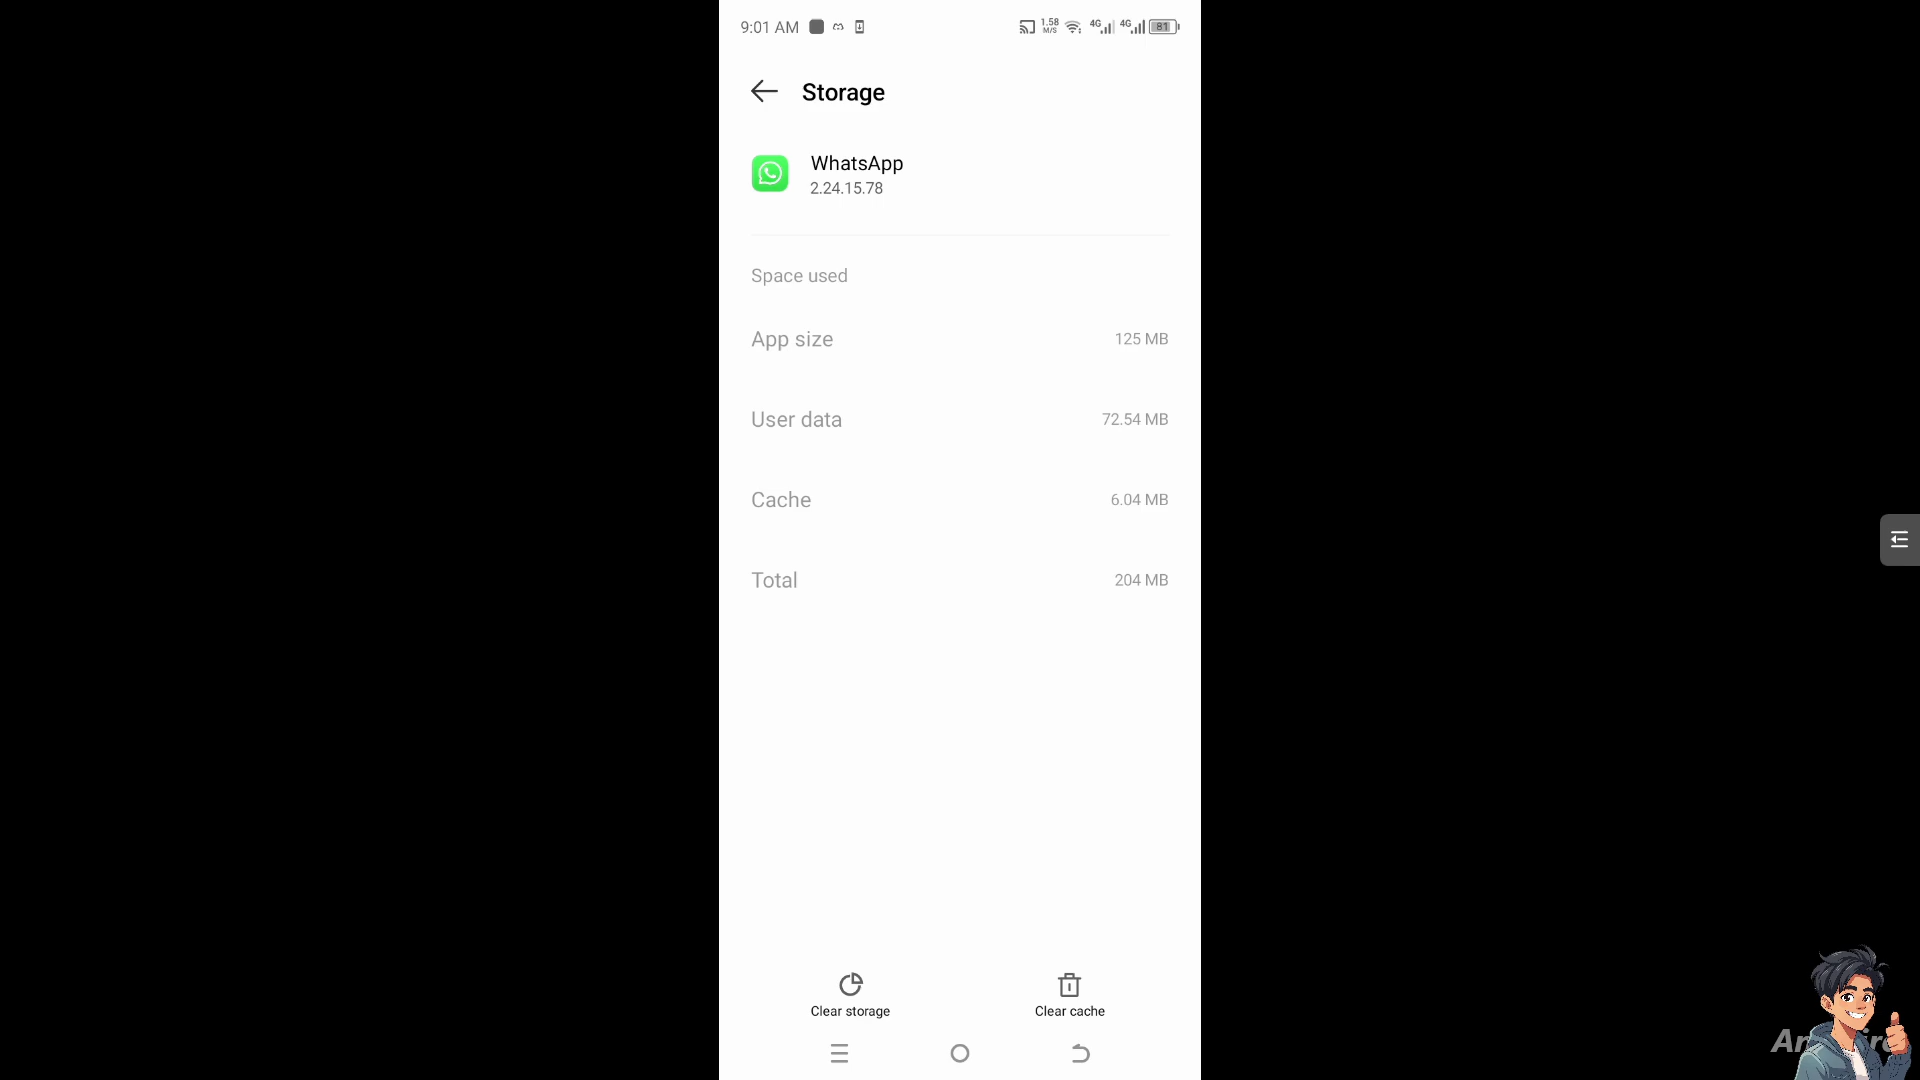 9:01 AM
1.58
M/S
4G
4G
81
Storage
WhatsApp
2.24.15.78
Space used
App size
125 MB
User data
72.54 MB
Cache
6.04 MB
Total
204 MB
Clear storage
Clear cache